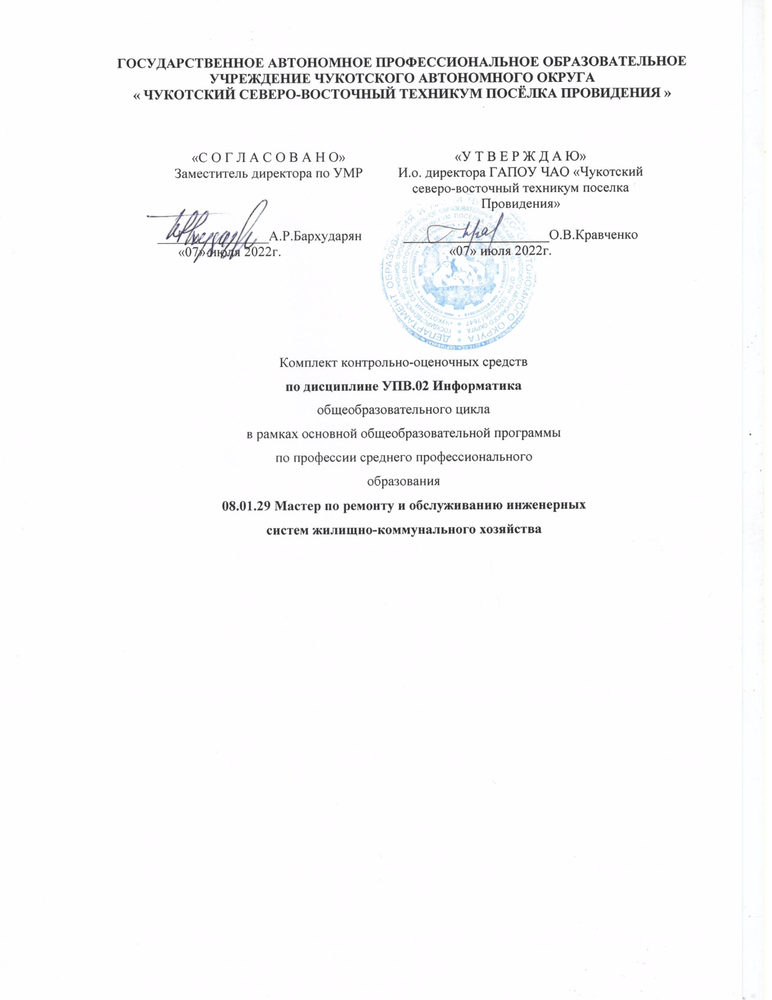 ГОСУДАРСТВЕННОЕ АВТОНОМНОЕ ПРОФЕССИОНАЛЬНОЕ ОБРАЗОВАТЕЛЬНОЕ
УЧРЕЖДЕНИЕ ЧУКОТСКОГО АВТОНОМНОГО ОКРУГА
« ЧУКОТСКИЙ СЕВЕРО-ВОСТОЧНЫЙ ТЕХНИКУМ ПОСЁЛКА ПРОВИДЕНИЯ »
«С О Г Л А С О В А Н О»
Заместитель директора по УМР
А.Р.Бархударян
«07» июля 2022г.
«У Т В Е Р Ж Д А Ю»
И.о. директора ГАПОУ ЧАО «Чукотский
северо-восточный техникум поселка
Провидения»
О.В.Кравченко
«07» июля 2022г.
Комплект контрольно-оценочных средств
по дисциплине УПВ.02 Информатика
общеобразовательного цикла
в рамках основной общеобразовательной программы
по профессии среднего профессионального
образования
08.01.29 Мастер по ремонту и обслуживанию инженерных
систем жилищно-коммунального хозяйства